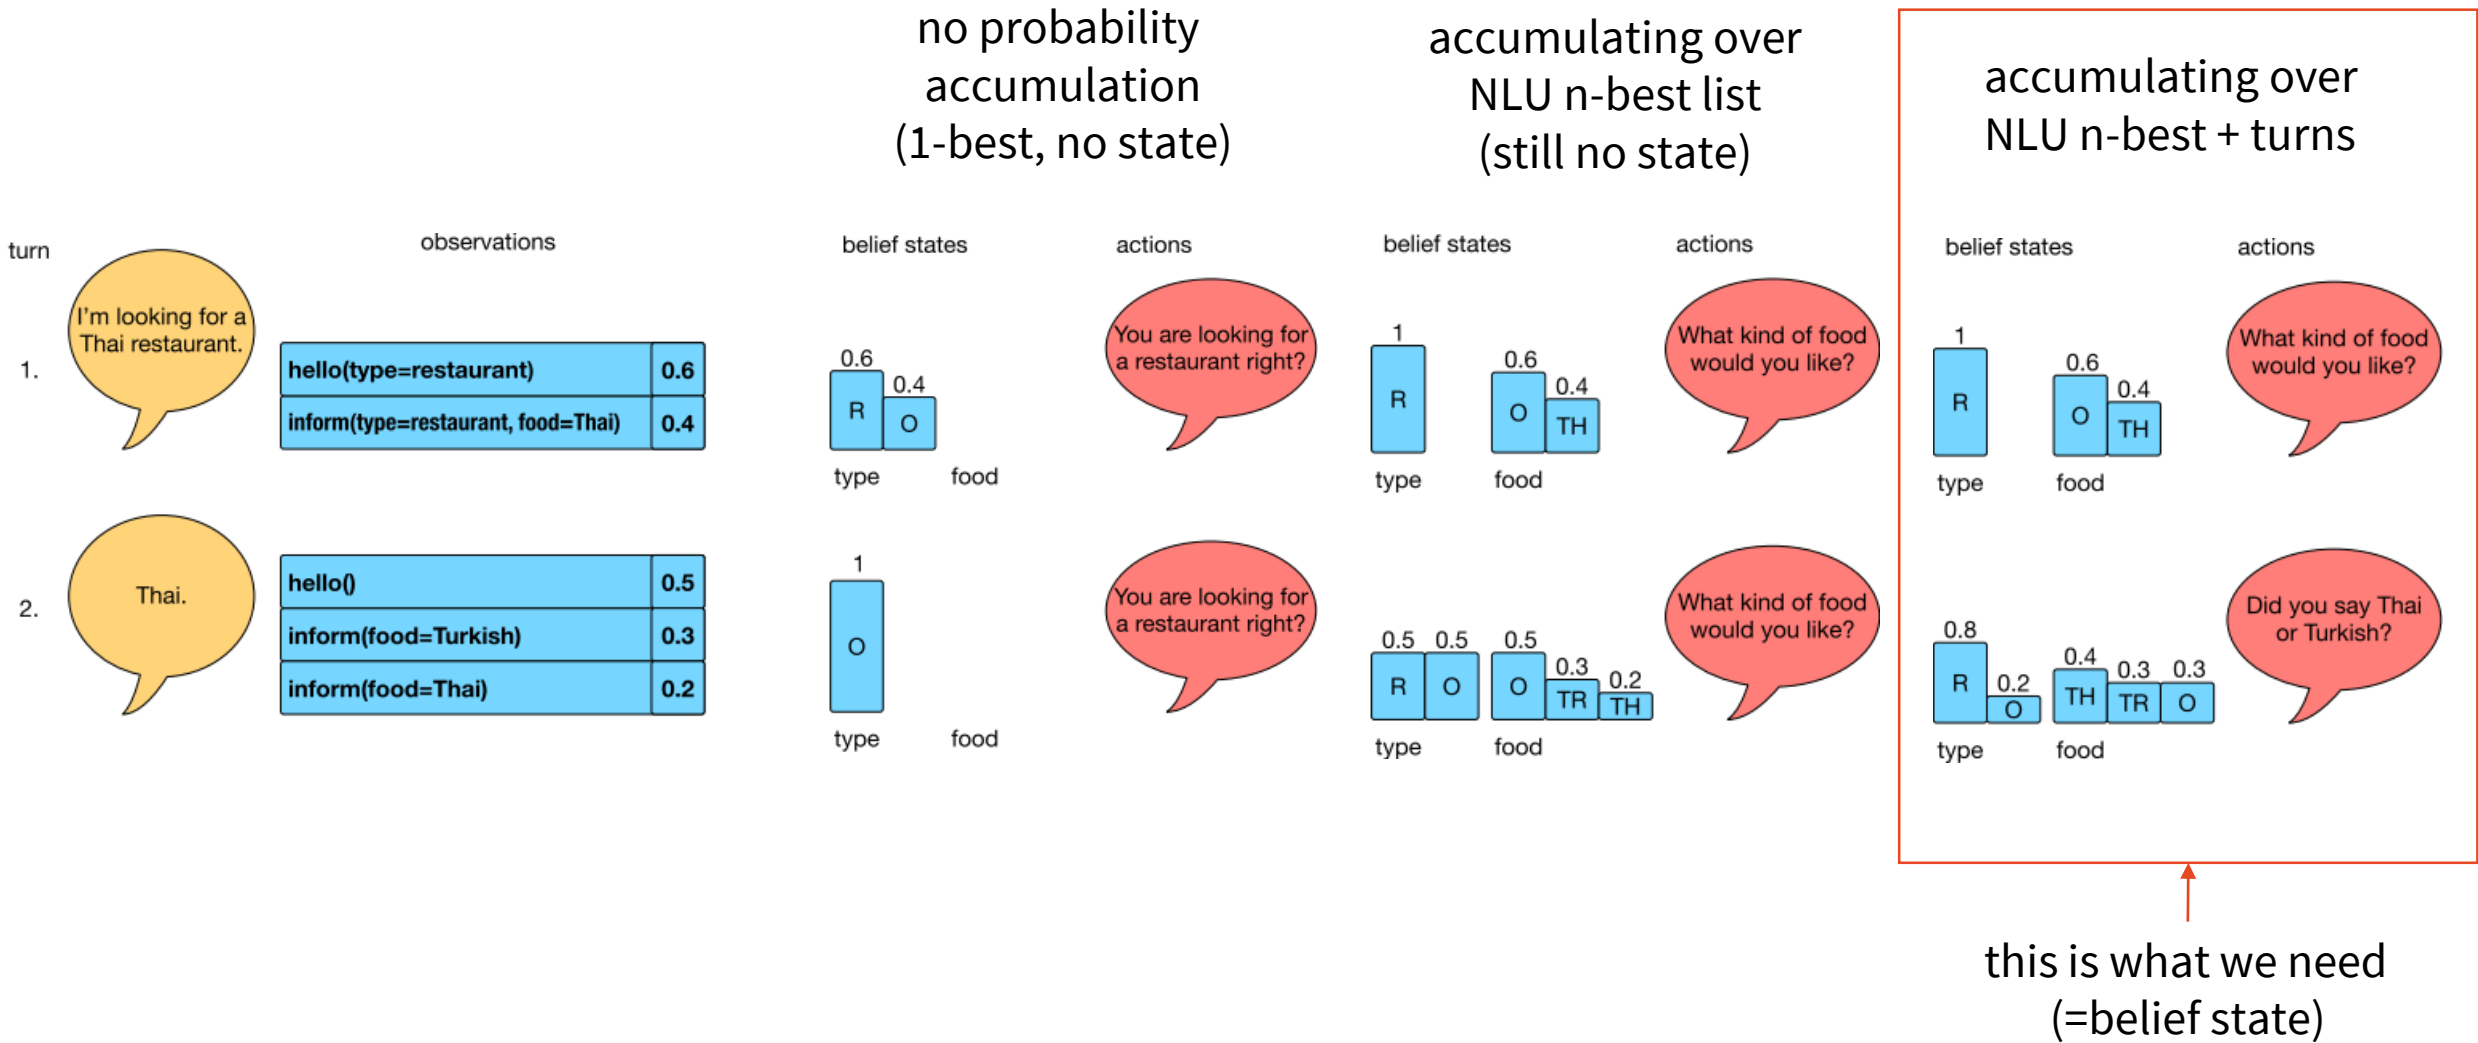 no probability
accumulation
(1-best, no state)
accumulating over
NLU n-best list
(still no state)
accumulating over
NLU n-best + turns
turn
observations
belief states
actions
belief states
actions
belief states
actions
1.
I'm looking for a
Thai restaurant.
hello(type=restaurant) 0.6
inform(type=restaurant, food=Thai) 0.4
0.6
0.4
R
O
type food
You are looking for
a restaurant right?
1
R
0.6
0.4
O
TH
type food
What kind of food
would you like?
1
R
0.6
0.4
O
TH
type food
What kind of food
would you like?
2.
Thai.
hello() 0.5
inform(food=Turkish) 0.3
inform(food=Thai) 0.2
1
O
type food
You are looking for
a restaurant right?
0.5 0.5 0.5
0.3
0.2
R O O TR TH
type food
What kind of food
would you like?
0.8
0.2
0.4
0.3 0.3
R O TH TR O
type food
Did you say Thai
or Turkish?
this is what we need
(=belief state)